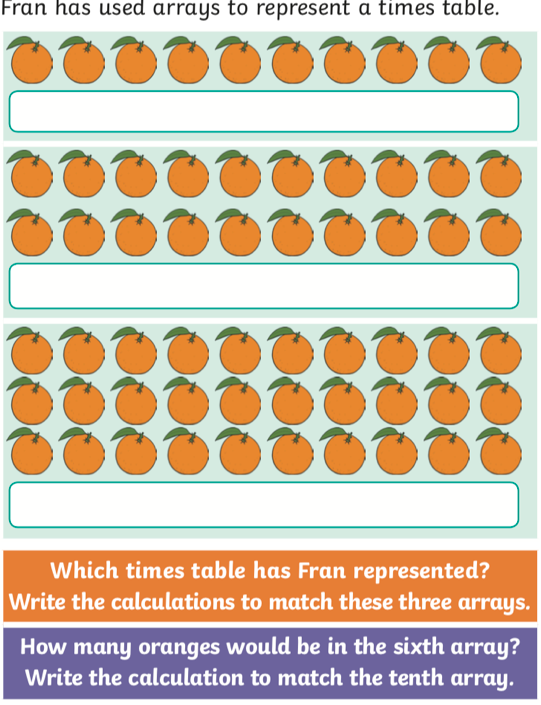 Fran has used arrays to represent a times table.
Which times table has Fran represented?
Write the calculations to match these three arrays.
How many oranges would be in the sixth array?
Write the calculation to match the tenth array.